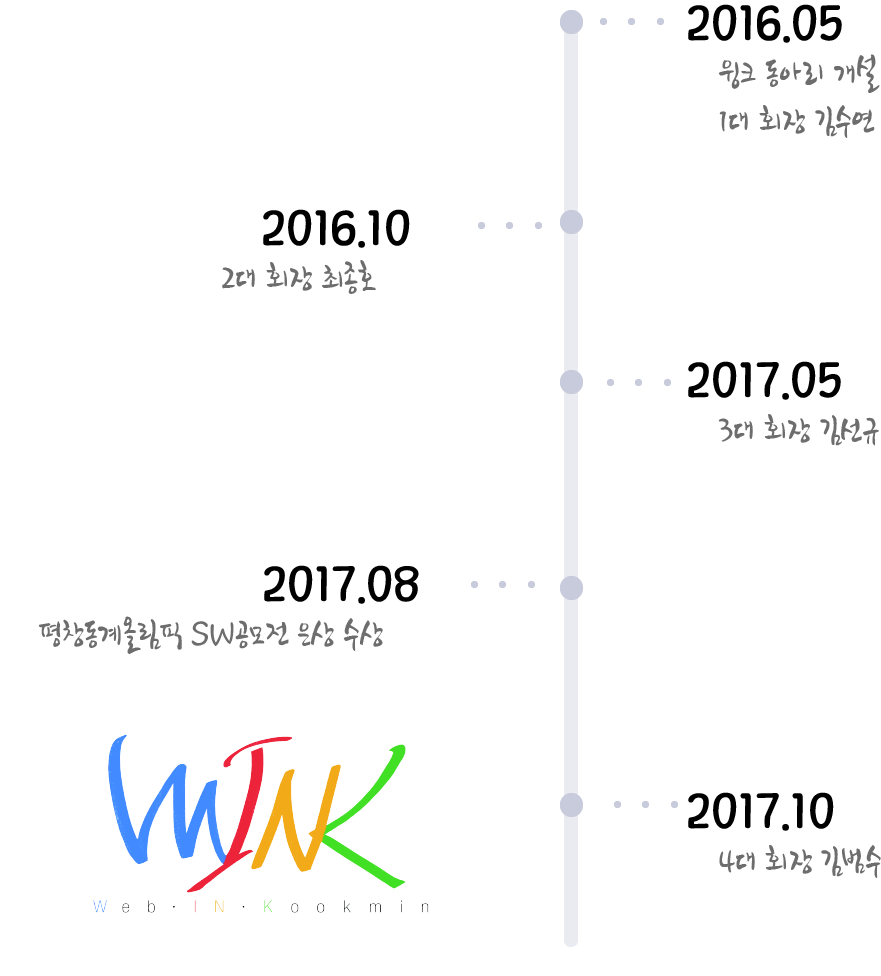 2016.05
윙크 동아리 개설
1대 회장 김수연
2016.10
2대 회장 최종호
2017.05
3대 회장 김선규
2017.08
평창동계올림픽 SW공모전 은상 수상
WINK
Web·IN·Kookmin
2017.10
4대 회장 김범수